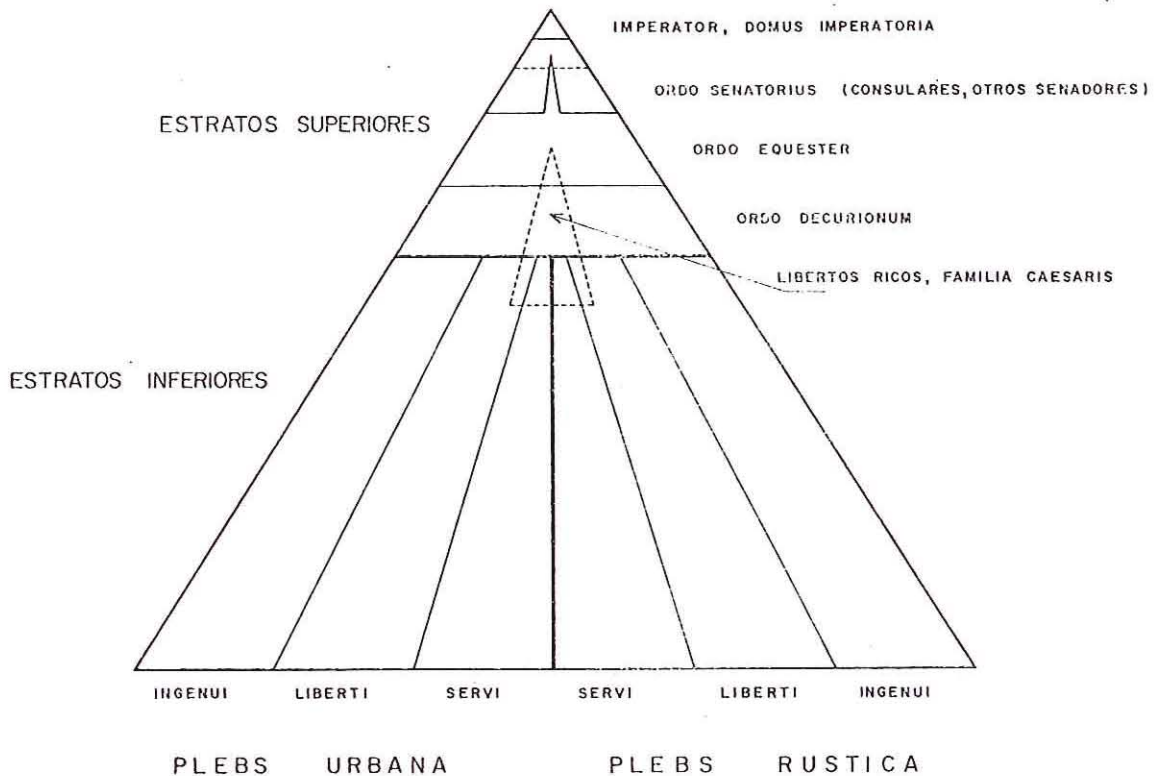 IMPERATOR, DOMUS IMPERATORIA
ORDO SENATORIUS (CONSULARES, OTROS SENADORES)
ESTRATOS SUPERIORES
ORDO EQUESTER
ORDO DECURIONUM
LIBERTOS RICOS, FAMILIA CAESARIS
ESTRATOS INFERIORES
INGENUI LIBERTI SERVI SERVI LIBERTI INGENUI
PLEBS URBANA PLEBS RUSTICA